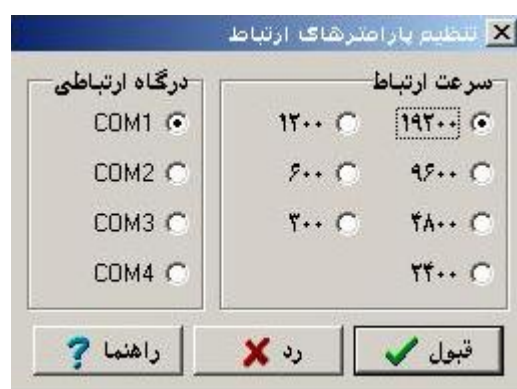 تنظیم پارامترهای ارتباط
سرعت ارتباط
۱۹۲۰۰
۹۶۰۰
۴۸۰۰
۲۴۰۰
۱۲۰۰
۶۰۰
۳۰۰
درگاه ارتباطی
COM1
COM2
COM3
COM4
قبول
رد
راهنما